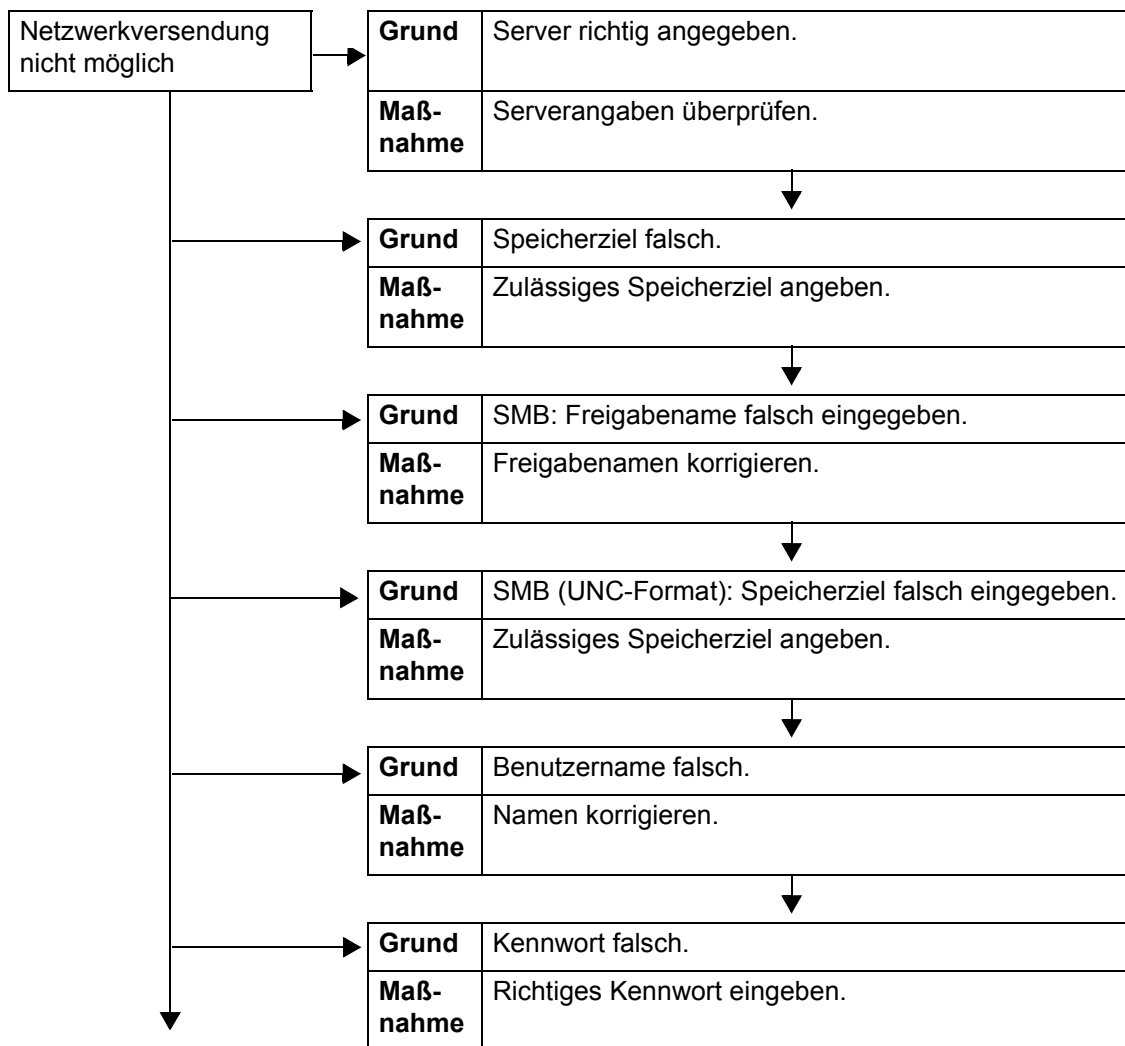 Netzwerkversendung
nicht möglich
Grund
Server richtig angegeben.
Maß-
nahme
Serverangaben überprüfen.
Grund
Speicherziel falsch.
Maß-
nahme
Zulässiges Speicherziel angeben.
Grund
SMB: Freigabename falsch eingegeben.
Maß-
nahme
Freigabenamen korrigieren.
Grund
SMB (UNC-Format): Speicherziel falsch eingegeben.
Maß-
nahme
Zulässiges Speicherziel angeben.
Grund
Benutzername falsch.
Maß-
nahme
Namen korrigieren.
Grund
Kennwort falsch.
Maß-
nahme
Richtiges Kennwort eingeben.